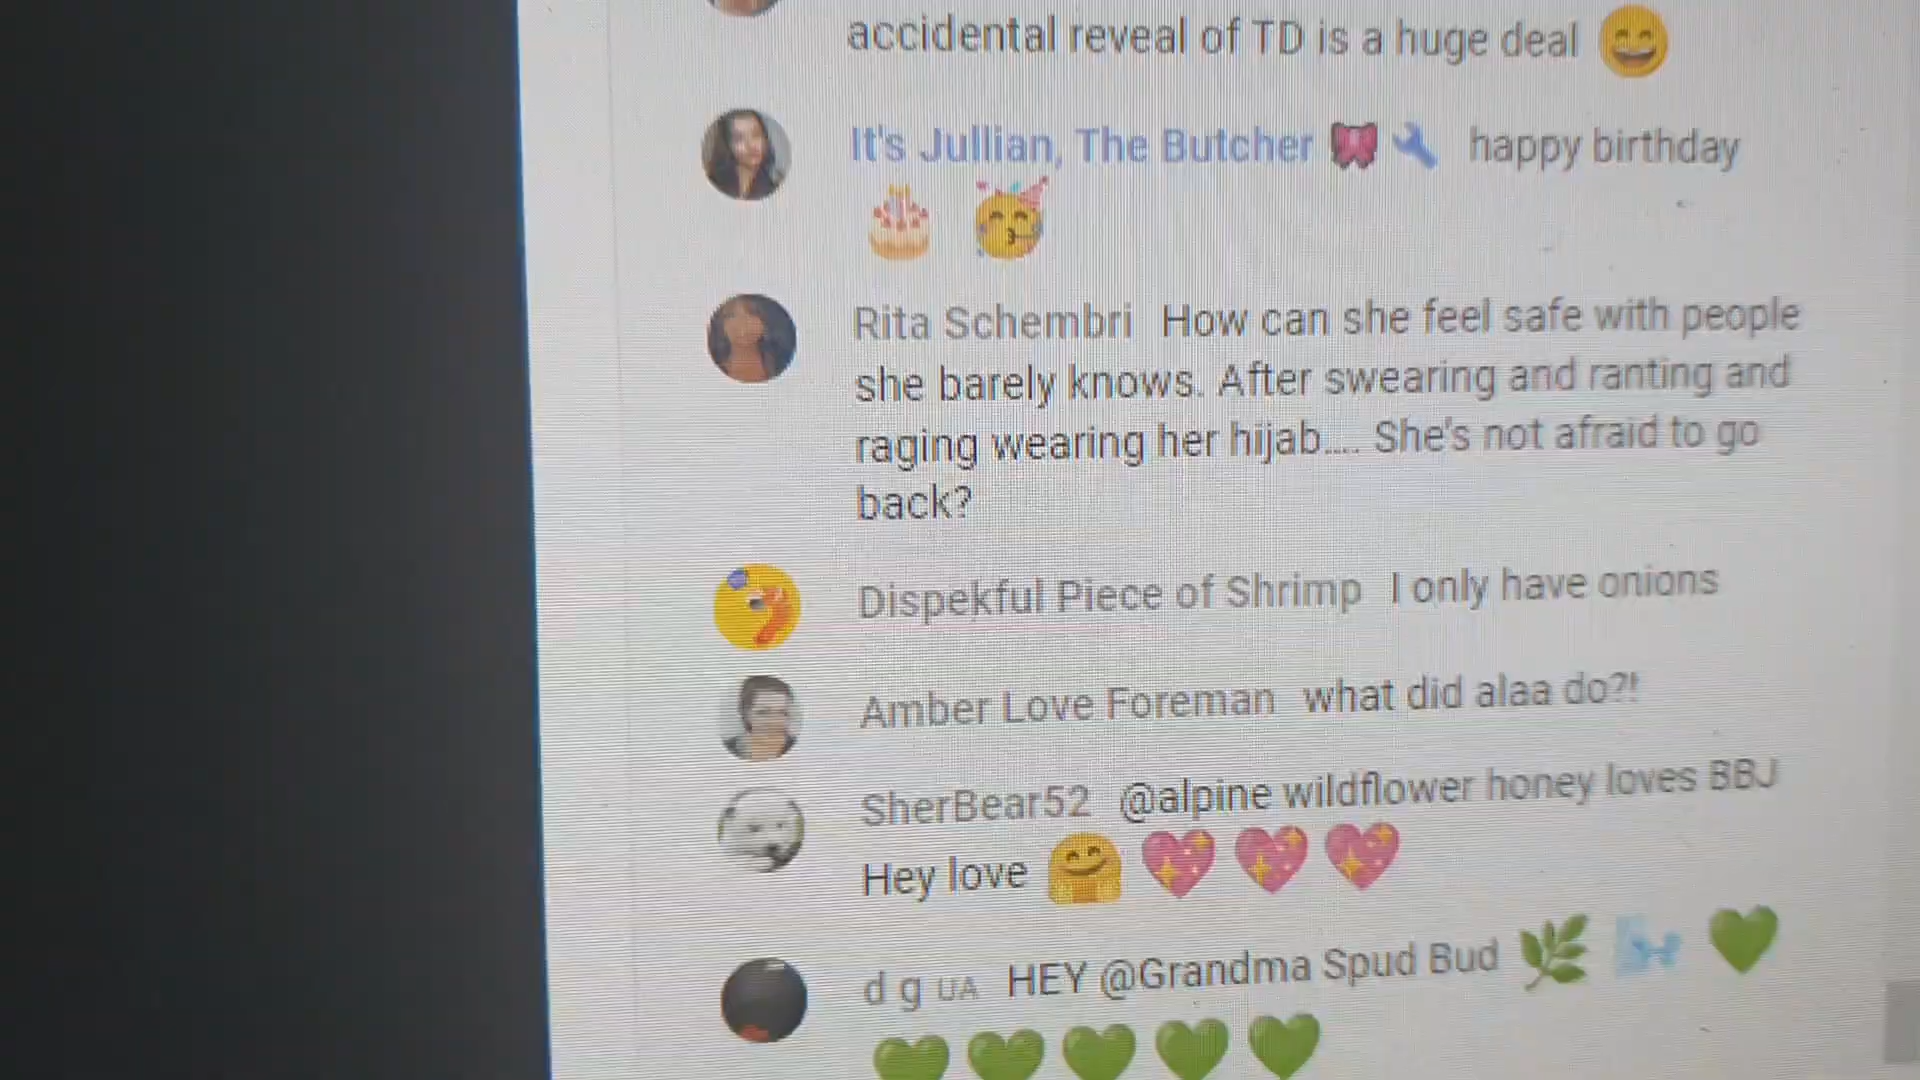 accidental reveal of TD is a huge deal 😄
It's Jullian, The Butcher 🎀 🔧 happy birthday
🎂 🥳
Rita Schembri How can she feel safe with people
she barely knows. After swearing and ranting and
raging wearing her hijab.... She's not afraid to go
back?
Dispekful Piece of Shrimp I only have onions
Amber Love Foreman what did alaa do?!
SherBear52 @alpine wildflower honey loves BBJ
Hey love 🤗 💖 💖 💖
d g UA HEY @Grandma Spud Bud 🌿 🌬️ 💚
💚 💚 💚 💚 💚